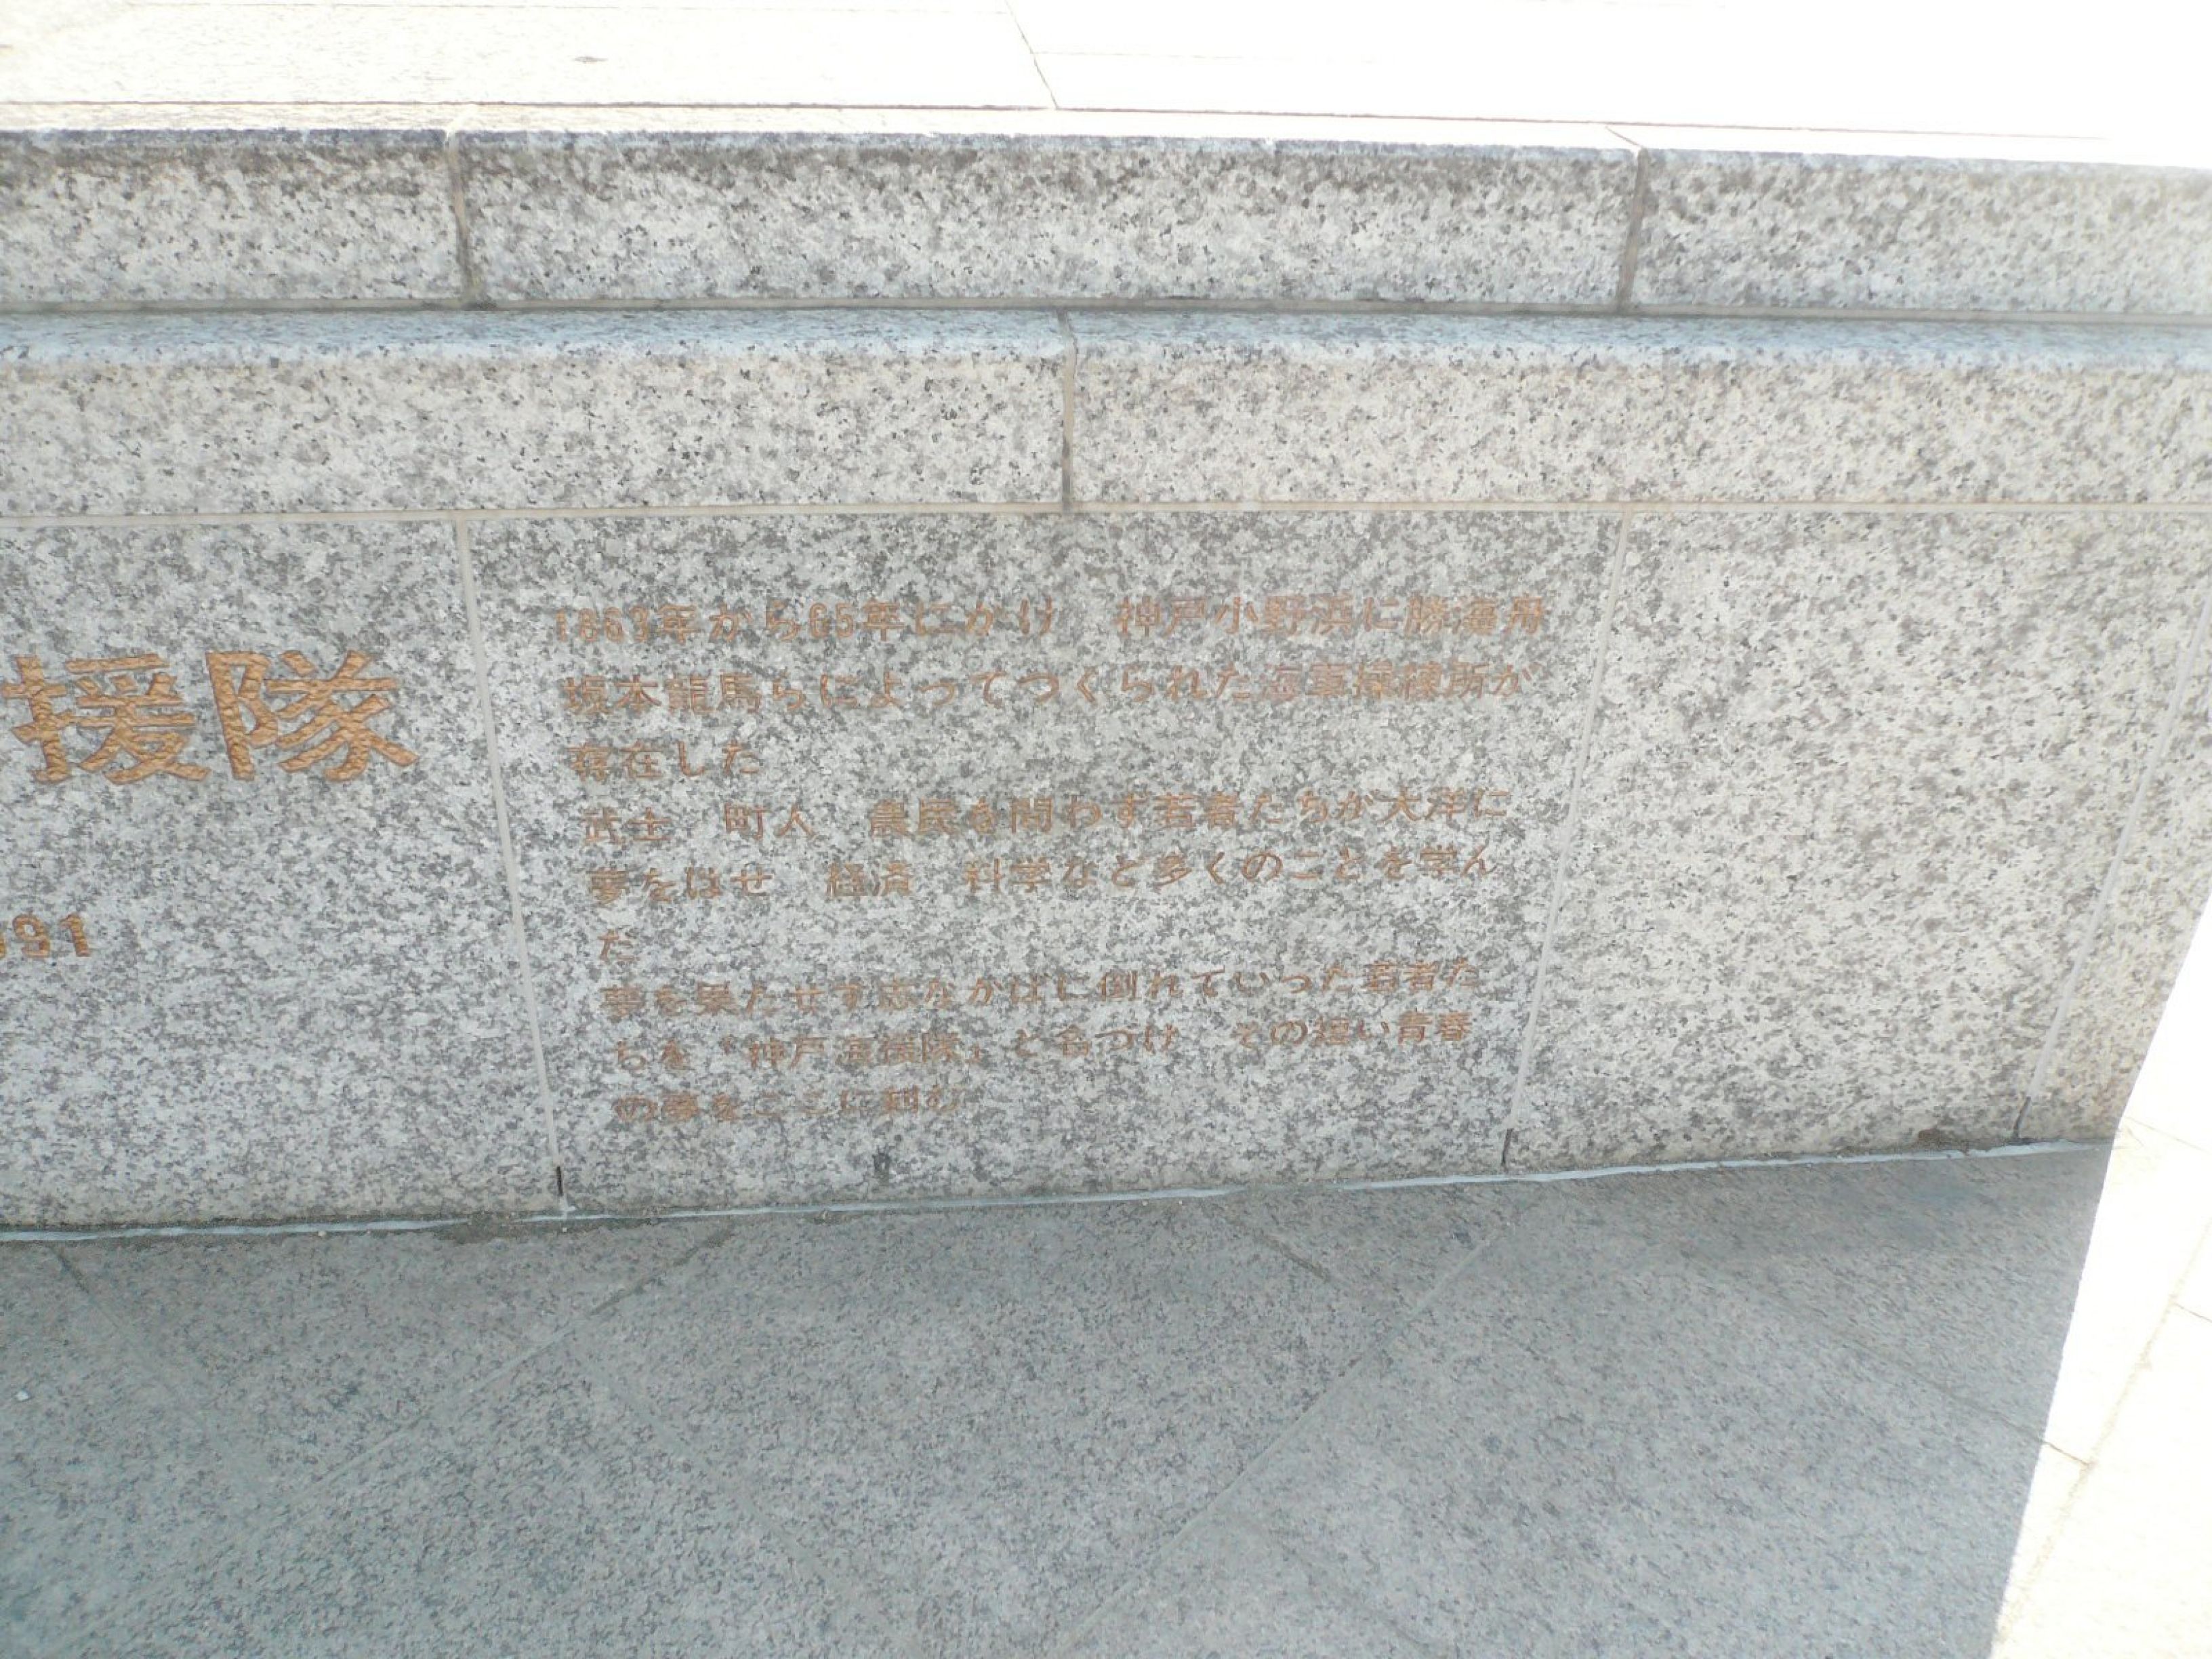 援隊
991
1863年から65年にかけ 神戸小野浜に勝海舟
坂本龍馬らによってつくられた海軍操練所が
存在した
武士 町人 農民を問わず若者たちが大洋に
夢をはせ 経済 科学など多くのことを学ん
だ
夢を果たせず志なかばに倒れていった若者た
ちを「神戸海援隊」と名づけ その短い青春
の夢をここに刻む